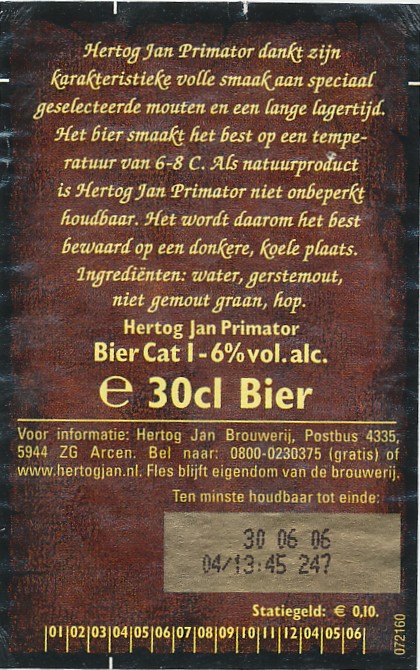 Hertog Jan Primator dankt zijn
karakteristieke volle smaak aan speciaal
geselecteerde mouten en een lange lagertijd.
Het bier smaakt het best op een tempe-
ratuur van 6-8 C. Als natuurproduct
is Hertog Jan Primator niet onbeperkt
houdbaar. Het wordt daarom het best
bewaard op een donkere, koele plaats.
Ingrediënten: water, gerstemout,
niet gemout graan, hop.
Hertog Jan Primator
Bier Cat I - 6% vol. alc.
℮ 30cl Bier
Voor informatie: Hertog Jan Brouwerij, Postbus 4335,
5944 ZG Arcen. Bel naar: 0800-0230375 (gratis) of
www.hertogjan.nl. Fles blijft eigendom van de brouwerij.
Ten minste houdbaar tot einde:
30 06 06
04/13:45 247
Statiegeld: € 0,10.
|01|02|03|04|05|06|07|08|09|10|11|12|04|05|06|
072160